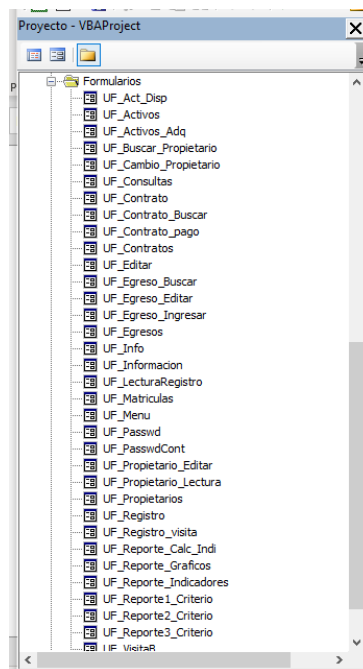 Proyecto - VBAProject
Formularios
UF_Act_Disp
UF_Activos
UF_Activos_Adq
UF_Buscar_Propietario
UF_Cambio_Propietario
UF_Consultas
UF_Contrato
UF_Contrato_Buscar
UF_Contrato_pago
UF_Contratos
UF_Editar
UF_Egreso_Buscar
UF_Egreso_Editar
UF_Egreso_Ingresar
UF_Egresos
UF_Info
UF_Informacion
UF_LecturaRegistro
UF_Matriculas
UF_Menu
UF_Passwd
UF_PasswdCont
UF_Propietario_Editar
UF_Propietario_Lectura
UF_Propietarios
UF_Registro
UF_Registro_visita
UF_Reporte_Calc_Indi
UF_Reporte_Graficos
UF_Reporte_Indicadores
UF_Reporte1_Criterio
UF_Reporte2_Criterio
UF_Reporte3_Criterio
UF_VisitaB